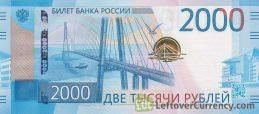 БИЛЕТ БАНКА РОССИИ
2000
2000
ДВЕ ТЫСЯЧИ РУБЛЕЙ
LeftoverCurrency.com